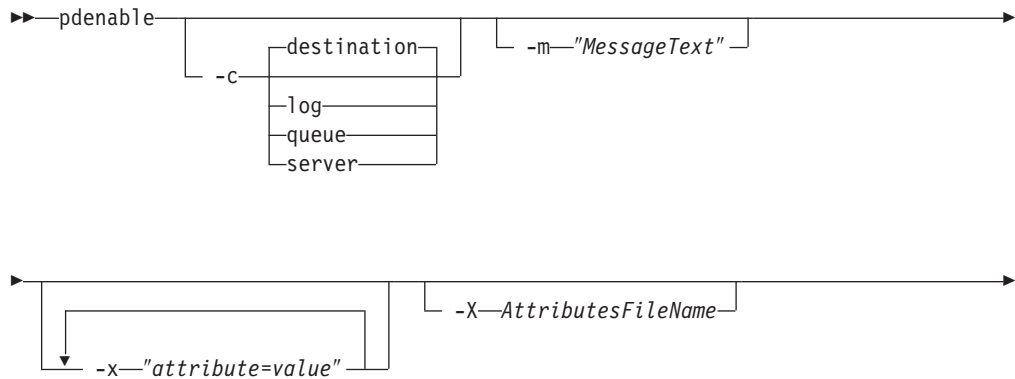 pdenable
destination
-m "MessageText"
-c
log
queue
server
-X AttributesFileName
-x "attribute=value"